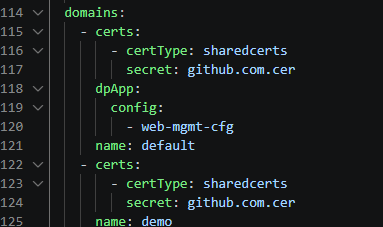 114 domains:
115 - certs:
116 - certType: sharedcerts
117 secret: github.com.cer
118 dpApp:
119 config:
120 - web-mgmt-cfg
121 name: default
122 - certs:
123 - certType: sharedcerts
124 secret: github.com.cer
125 name: demo